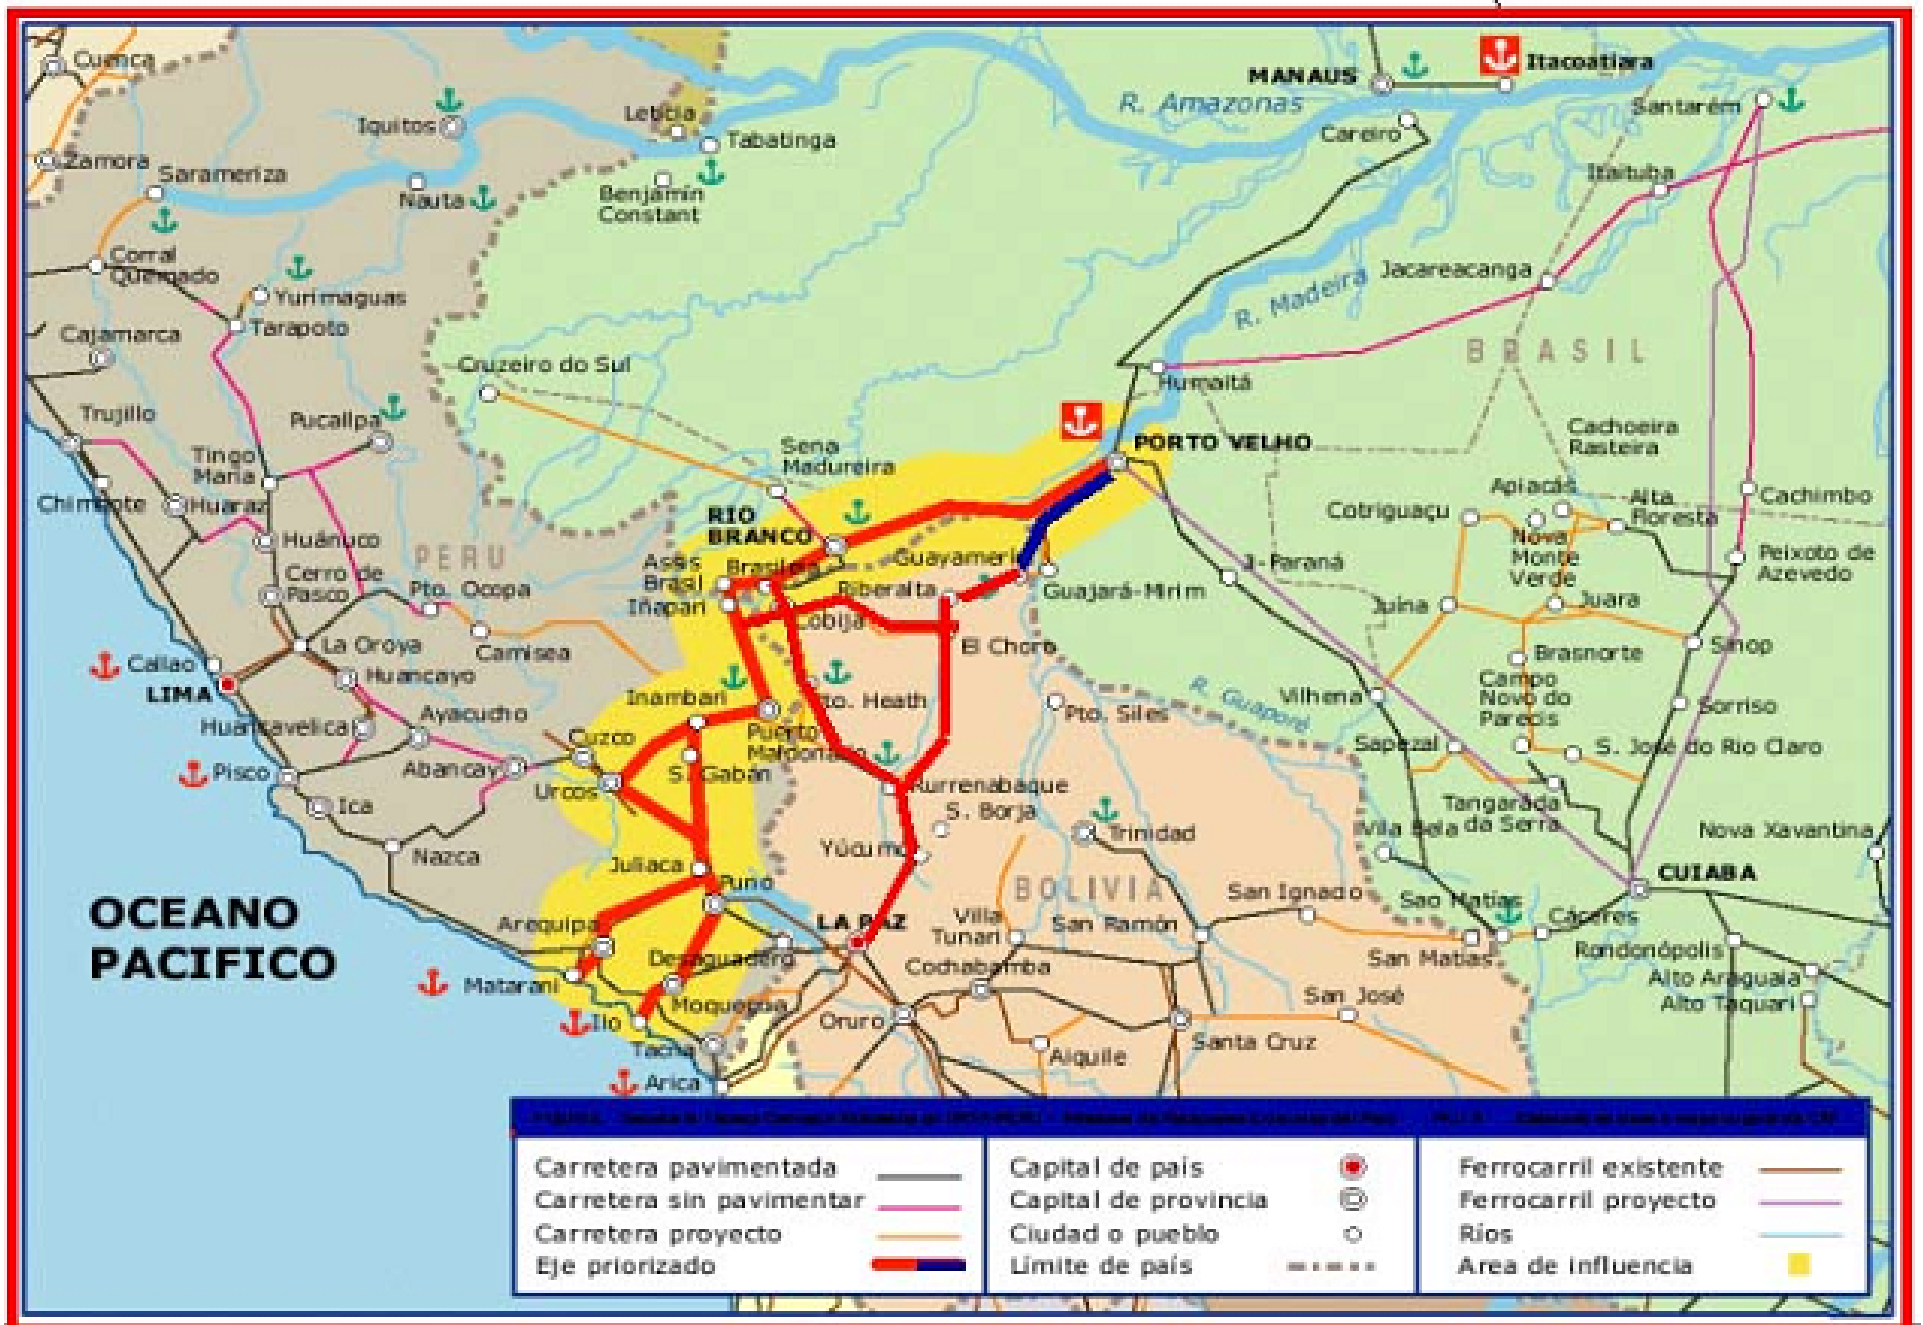 Cuenca
MANAUS
Itacoatiara
R. Amazonas
Santarém
Leticia
Iquitos
Tabatinga
Careiro
Zamora
Sarameriza
Itaituba
Nauta
Benjamín
Constant
Corral
Quemado
Jacareacanga
Yurimaguas
R. Madeira
Tarapoto
Cajamarca
BRASIL
Cruzeiro do Sul
Humaitá
Trujillo
Pucallpa
PORTO VELHO
Cachoeira
Rasteira
Sena
Madureira
Tingo
Maria
Chimbote
Huaraz
Apiacás
Alta
Floresta
Cachimbo
Cotriguaçu
RIO
BRANCO
Huánuco
PERU
Nova
Monte
Verde
Peixoto de
Azevedo
Guayamerin
Assis
Brasil
Brasileia
Ji-Paraná
Cerro de
Pasco
Pto. Ocopa
Riberalta
Guajará-Mirim
Iñapari
Juína
Juara
Cobija
La Oroya
Camisea
El Choro
Sinop
Callao
LIMA
Brasnorte
Huancayo
Inambari
Pto. Heath
R. Guaporé
Vilhena
Campo
Novo do
Parecis
Sorriso
Pto. Siles
Huancavelica
Ayacucho
Puerto
Maldonado
Cuzco
Sapezal
S. José do Rio Claro
Pisco
Abancay
S. Gabán
Urcos
Rurrenabaque
S. Borja
Tangarada
da Serra
Ica
Trinidad
Vila Bela
Nova Xavantina
Nazca
Yúcumo
Juliaca
Puno
CUIABA
BOLIVIA
San Ignado
Sao Matías
OCEANO
PACIFICO
Arequipa
LA PAZ
Villa
Tunari
San Ramón
Cáceres
Rondonópolis
Desaguadero
Cochabamba
San Matías
Alto Araguaia
Matarani
Alto Taquari
Moquegua
San José
Ilo
Oruro
Santa Cruz
Tacna
Aiquile
Arica
Carretera pavimentada
Carretera sin pavimentar
Carretera proyecto
Eje priorizado
Capital de país
Capital de provincia
Ciudad o pueblo
Límite de país
Ferrocarril existente
Ferrocarril proyecto
Ríos
Area de influencia